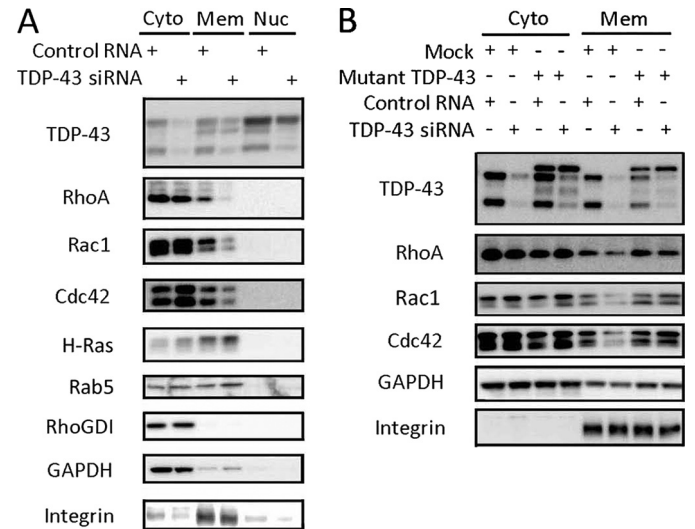 A
Cyto Mem Nuc
Control RNA + + +
TDP-43 siRNA + + +
TDP-43
RhoA
Rac1
Cdc42
H-Ras
Rab5
RhoGDI
GAPDH
Integrin
B
Cyto Mem
Mock + + - - + + - -
Mutant TDP-43 - - + + - - + +
Control RNA + - + - + - + -
TDP-43 siRNA - + - + - + - +
TDP-43
RhoA
Rac1
Cdc42
GAPDH
Integrin